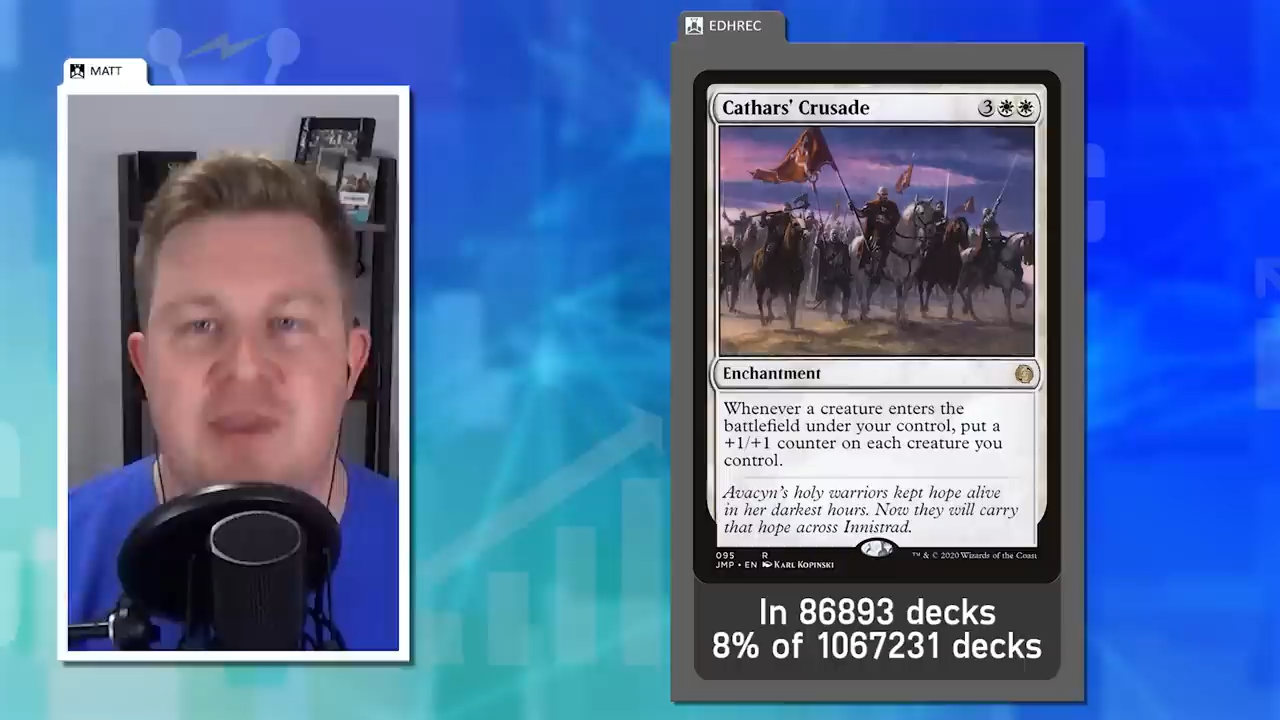 MATT
EDHREC
Cathars' Crusade
3
Enchantment
Whenever a creature enters the
battlefield under your control, put a
+1/+1 counter on each creature you
control.
Avacyn's holy warriors kept hope alive
in her darkest hours. Now they will carry
that hope across Innistrad.
095 R
JMP • EN Karl Kopinski
™ & © 2020 Wizards of the Coast
In 86893 decks
8% of 1067231 decks